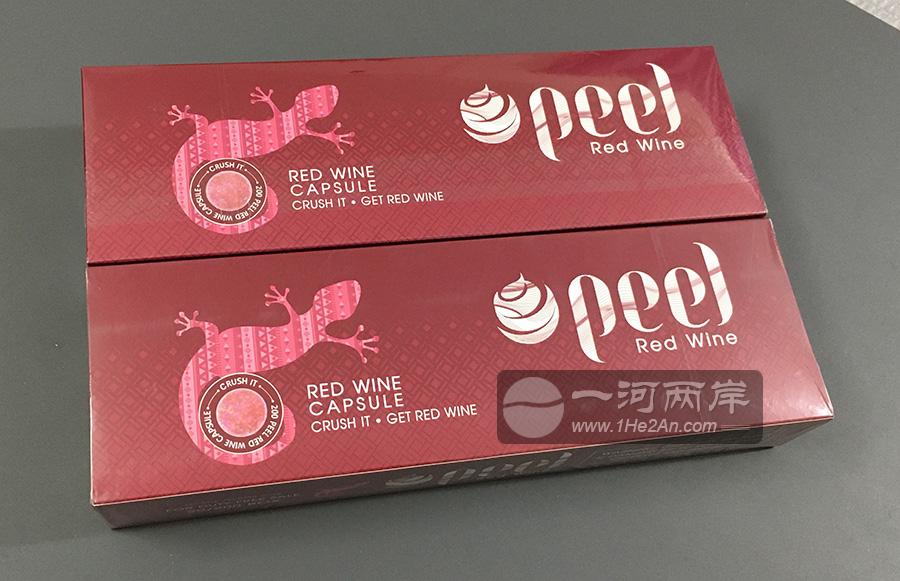 peel
Red Wine
RED WINE
CAPSULE
CRUSH IT • GET RED WINE
CRUSH IT
200 PEEL RED WINE CAPSULE
peel
Red Wine
RED WINE
CAPSULE
CRUSH IT • GET RED WINE
CRUSH IT
200 PEEL RED WINE CAPSULE
一河两岸
www.1He2An.com
peel